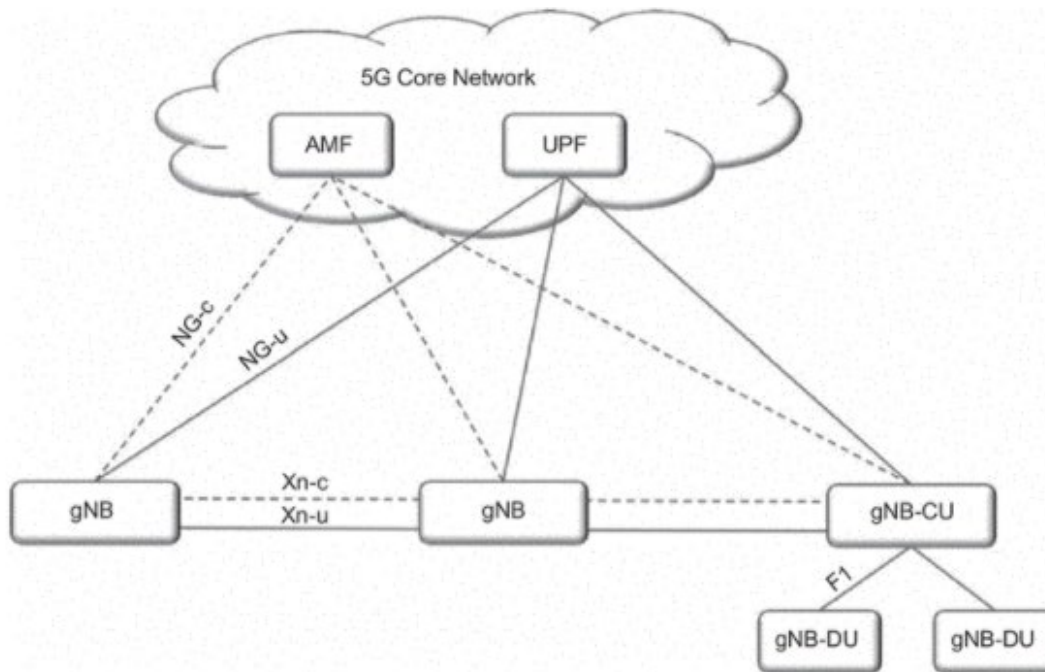 5G Core Network
AMF
UPF
NG-c
NG-u
Xn-c
Xn-u
gNB
gNB
gNB-CU
F1
gNB-DU
gNB-DU